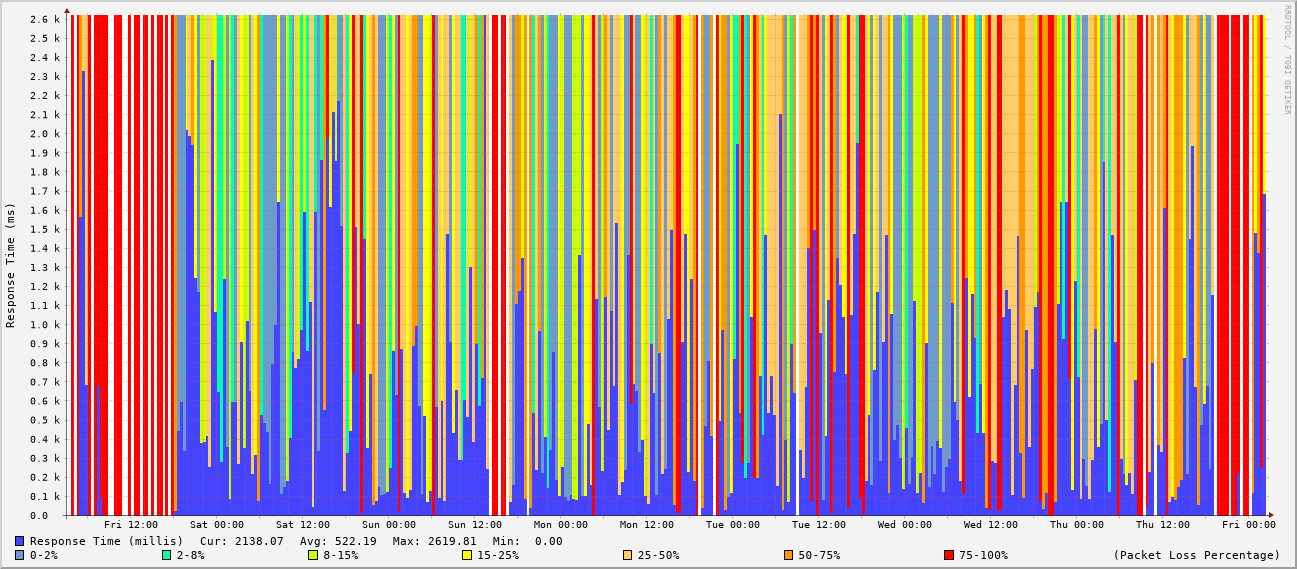 2.6 k
2.5 k
2.4 k
2.3 k
2.2 k
2.1 k
2.0 k
1.9 k
1.8 k
1.7 k
1.6 k
1.5 k
1.4 k
1.3 k
1.2 k
1.1 k
1.0 k
0.9 k
0.8 k
0.7 k
0.6 k
0.5 k
0.4 k
0.3 k
0.2 k
0.1 k
0.0
Response Time (ms)
RRDTOOL / TOBI OETIKER
Fri 12:00 Sat 00:00 Sat 12:00 Sun 00:00 Sun 12:00 Mon 00:00 Mon 12:00 Tue 00:00 Tue 12:00 Wed 00:00 Wed 12:00 Thu 00:00 Thu 12:00 Fri 00:00
Response Time (millis) Cur: 2138.07 Avg: 522.19 Max: 2619.81 Min: 0.00
0-2% 2-8% 8-15% 15-25% 25-50% 50-75% 75-100% (Packet Loss Percentage)